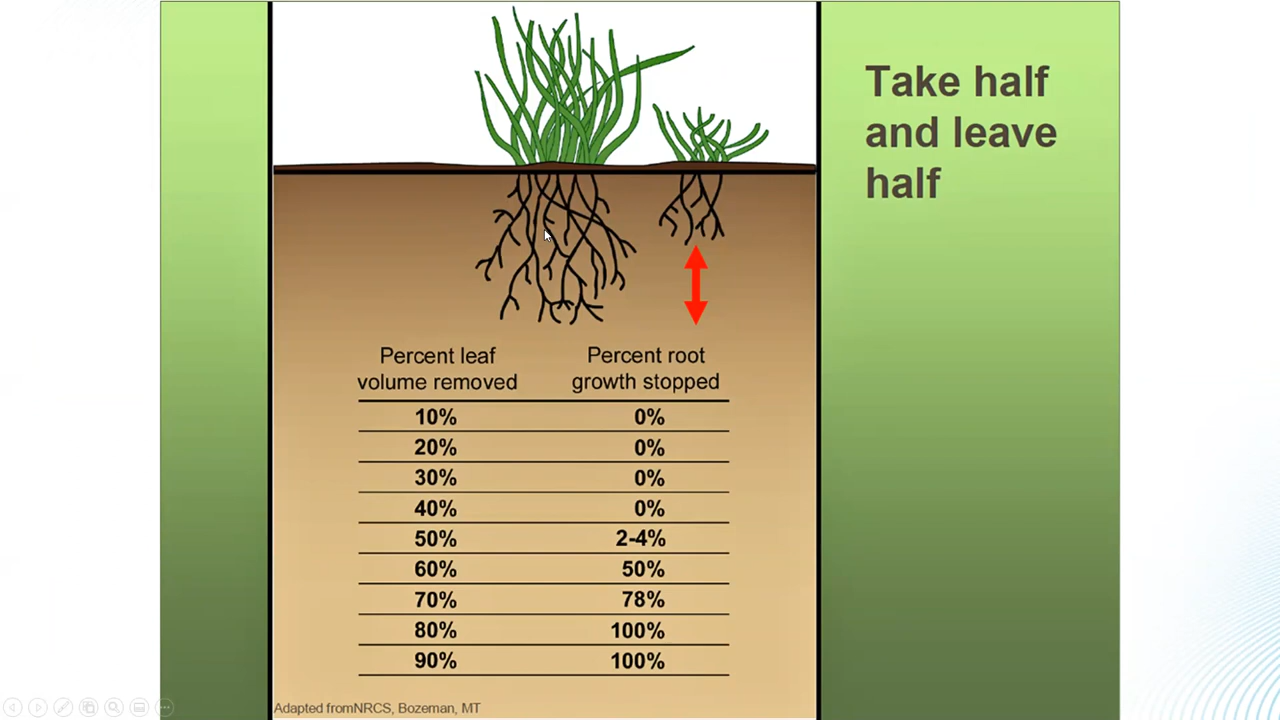 Take half
and leave
half
Percent leaf
volume removed
Percent root
growth stopped
10% 0%
20% 0%
30% 0%
40% 0%
50% 2-4%
60% 50%
70% 78%
80% 100%
90% 100%
Adapted fromNRCS, Bozeman, MT